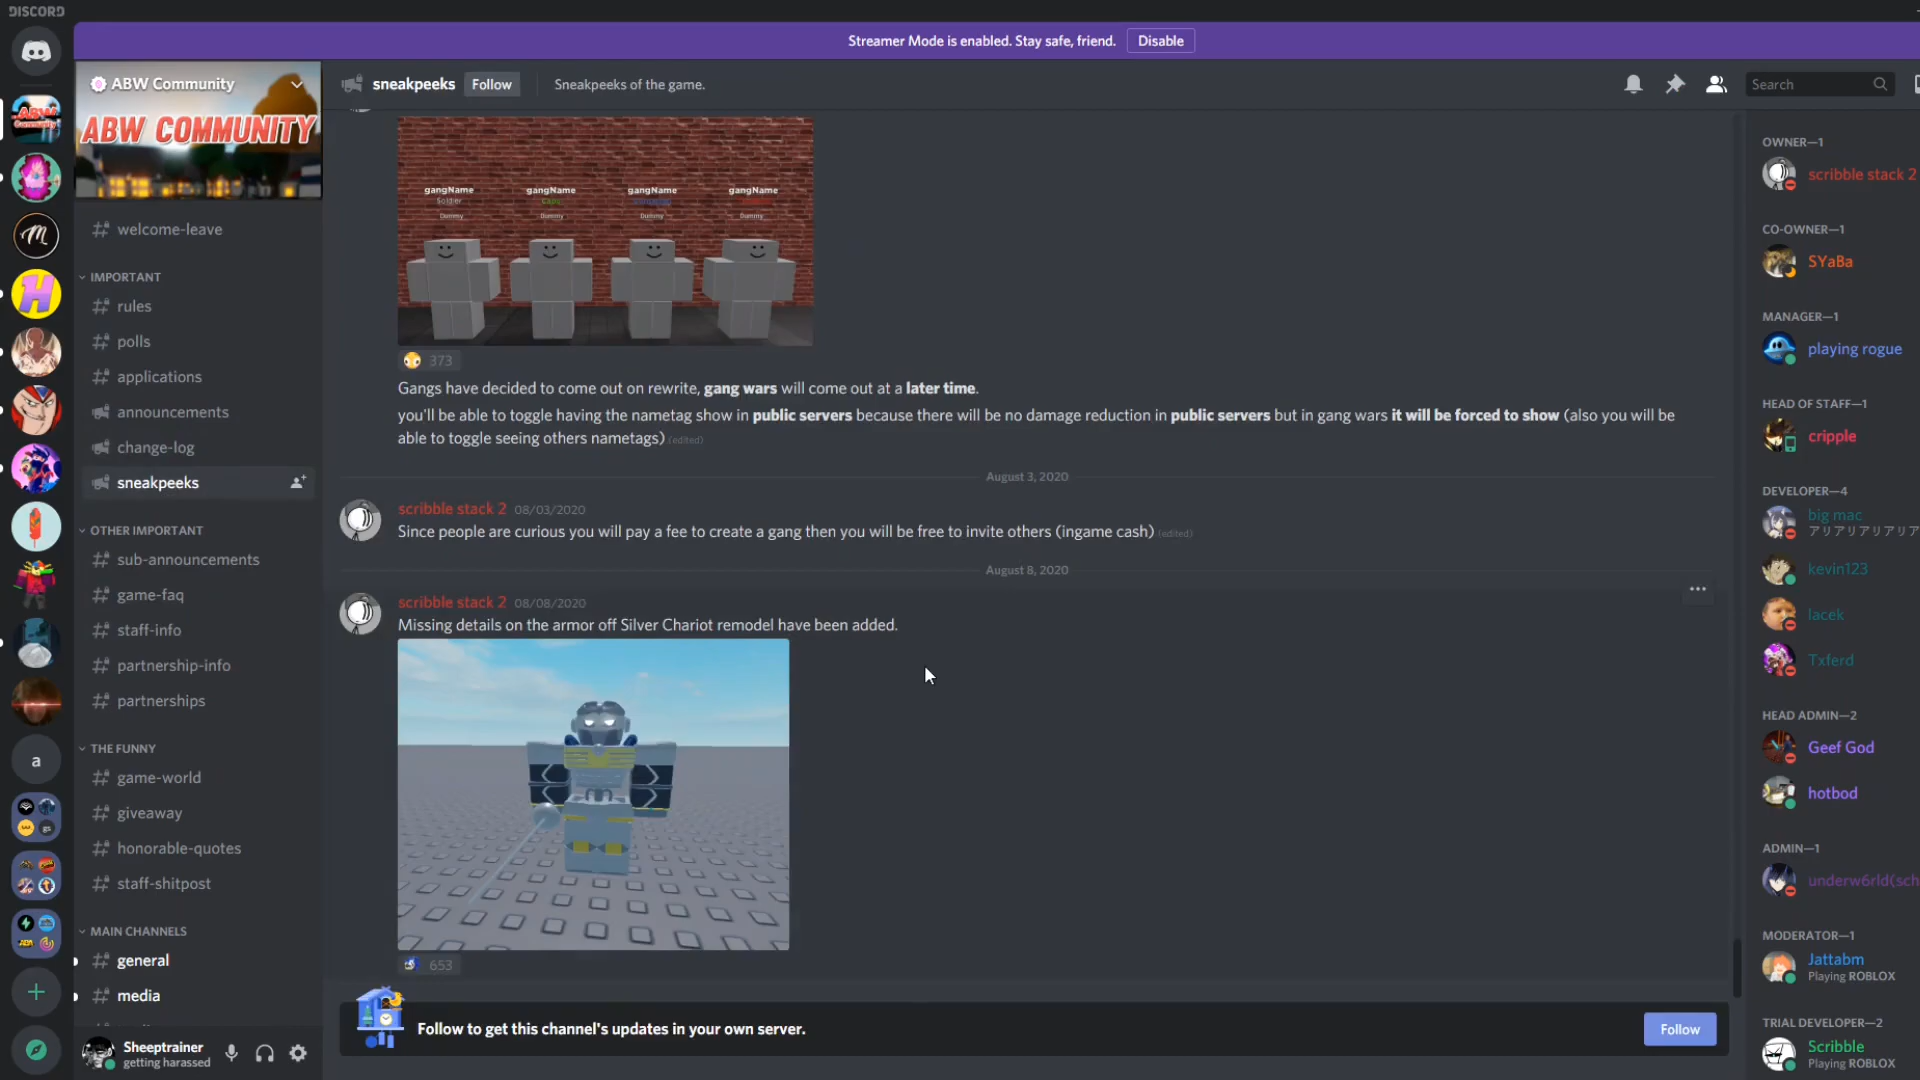 DISCORD
Streamer Mode is enabled. Stay safe, friend.
Disable
ABW Community
ABW COMMUNITY
sneakpeeks
Follow
Sneakpeeks of the game.
Search
welcome-leave
IMPORTANT
rules
polls
applications
announcements
change-log
sneakpeeks
OTHER IMPORTANT
sub-announcements
game-faq
staff-info
partnership-info
partnerships
THE FUNNY
game-world
giveaway
honorable-quotes
staff-shitpost
MAIN CHANNELS
general
media
a
Sheeptrainer
getting harassed
gangName gangName gangName gangName
Soldier
Dummy Dummy Dummy Dummy
373
Gangs have decided to come out on rewrite, gang wars will come out at a later time.
you'll be able to toggle having the nametag show in public servers because there will be no damage reduction in public servers but in gang wars it will be forced to show (also you will be
able to toggle seeing others nametags) (edited)
August 3, 2020
scribble stack 2 08/03/2020
Since people are curious you will pay a fee to create a gang then you will be free to invite others (ingame cash) (edited)
August 8, 2020
scribble stack 2 08/08/2020
Missing details on the armor off Silver Chariot remodel have been added.
653
Follow to get this channel's updates in your own server.
Follow
OWNER—1
scribble stack 2
CO-OWNER—1
SYaBa
MANAGER—1
playing rogue
HEAD OF STAFF—1
cripple
DEVELOPER—4
big mac
アリアリアリアリア
kevin123
lacek
Txferd
HEAD ADMIN—2
Geef God
hotbod
ADMIN—1
underw6rld(sch
MODERATOR—1
Jattabm
Playing ROBLOX
TRIAL DEVELOPER—2
Scribble
Playing ROBLOX